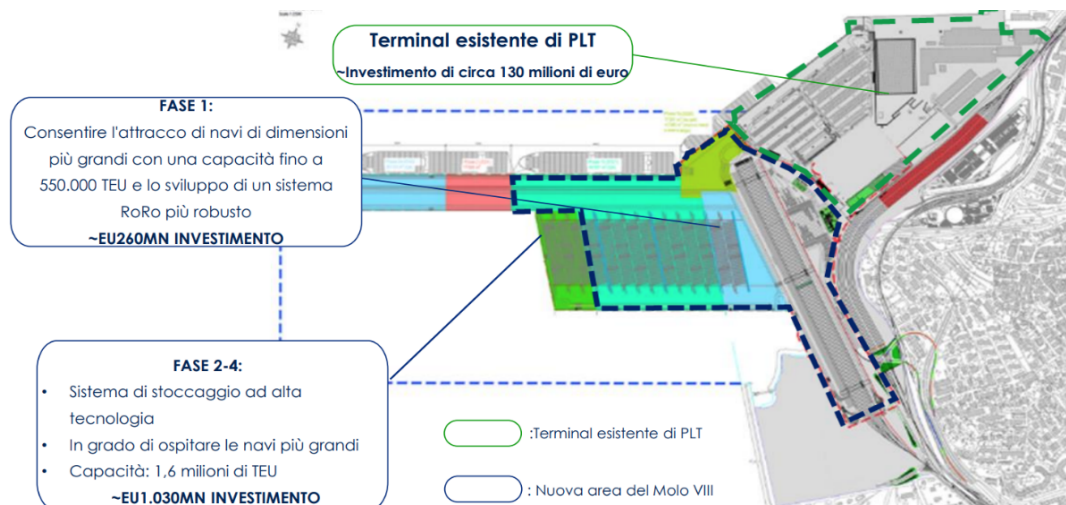 Terminal esistente di PLT
~Investimento di circa 130 milioni di euro
FASE 1:
Consentire l'attracco di navi di dimensioni
più grandi con una capacità fino a
550.000 TEU e lo sviluppo di un sistema
RoRo più robusto
~EU260MN INVESTIMENTO
FASE 2-4:
• Sistema di stoccaggio ad alta
tecnologia
• In grado di ospitare le navi più grandi
• Capacità: 1,6 milioni di TEU
~EU1.030MN INVESTIMENTO
:Terminal esistente di PLT
: Nuova area del Molo VIII